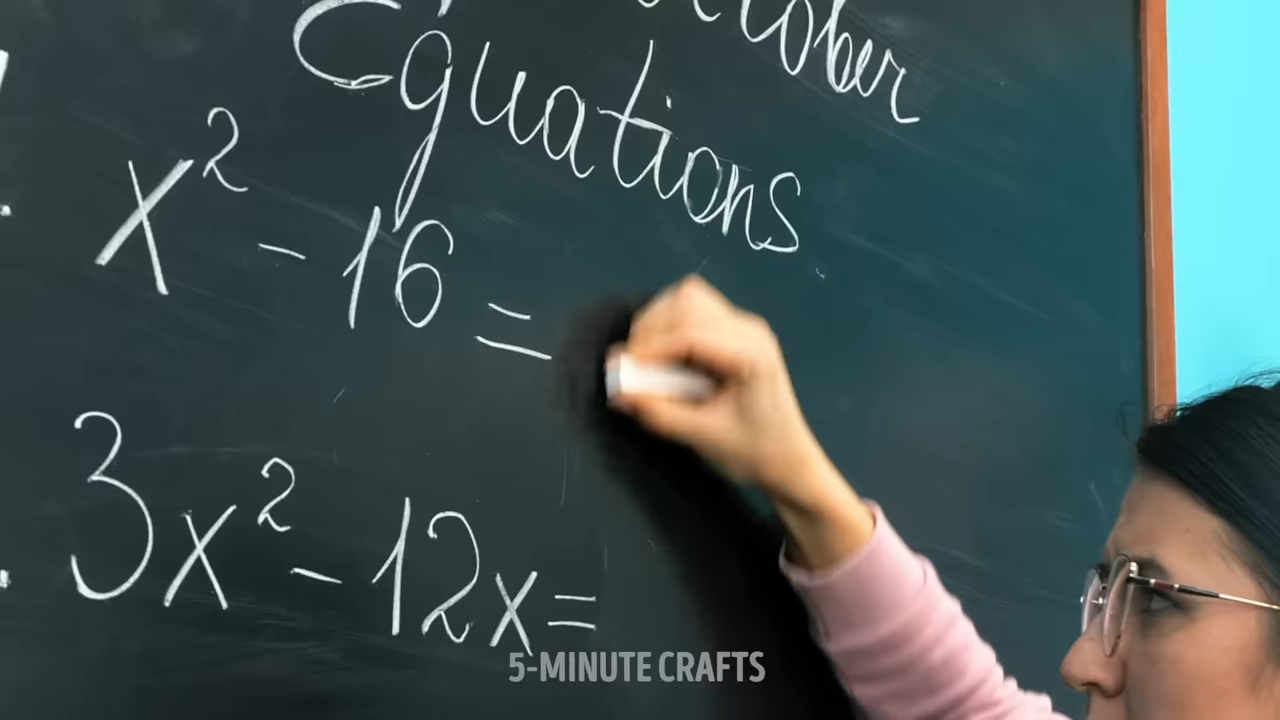 Equations
x² - 16 =
3x² - 12x =
5-MINUTE CRAFTS